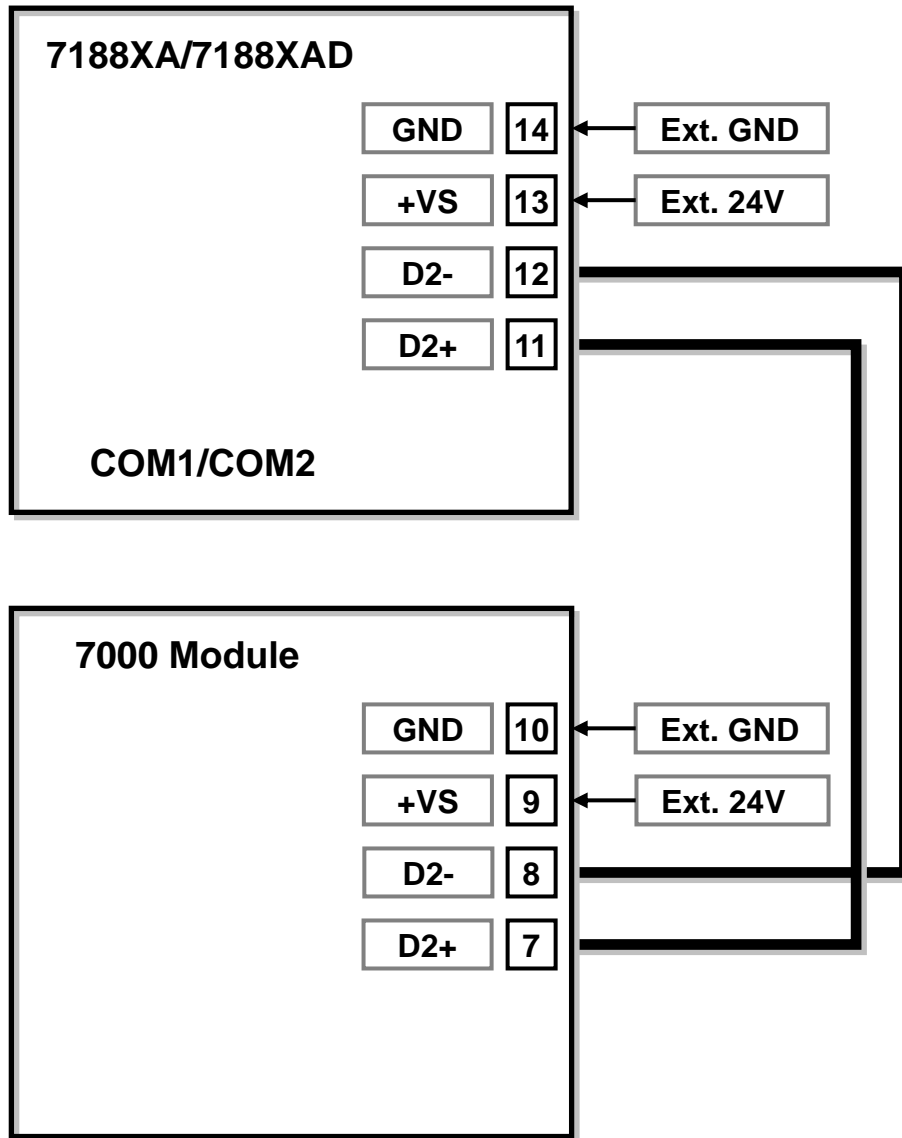 7188XA/7188XAD
GND 14 Ext. GND
+VS 13 Ext. 24V
D2- 12
D2+ 11
COM1/COM2
7000 Module
GND 10 Ext. GND
+VS 9 Ext. 24V
D2- 8
D2+ 7